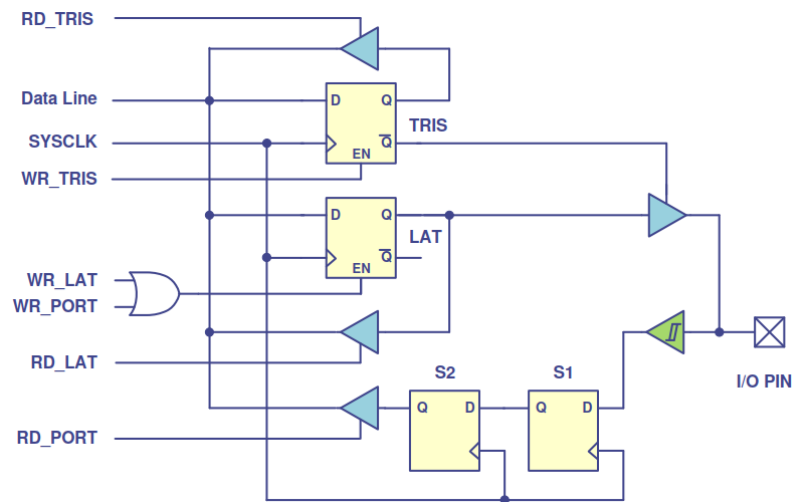 RD_TRIS
Data Line
D
Q
TRIS
SYSCLK
Q
EN
WR_TRIS
D
Q
LAT
Q
EN
WR_LAT
WR_PORT
RD_LAT
S2
S1
I/O PIN
Q
D
Q
D
RD_PORT